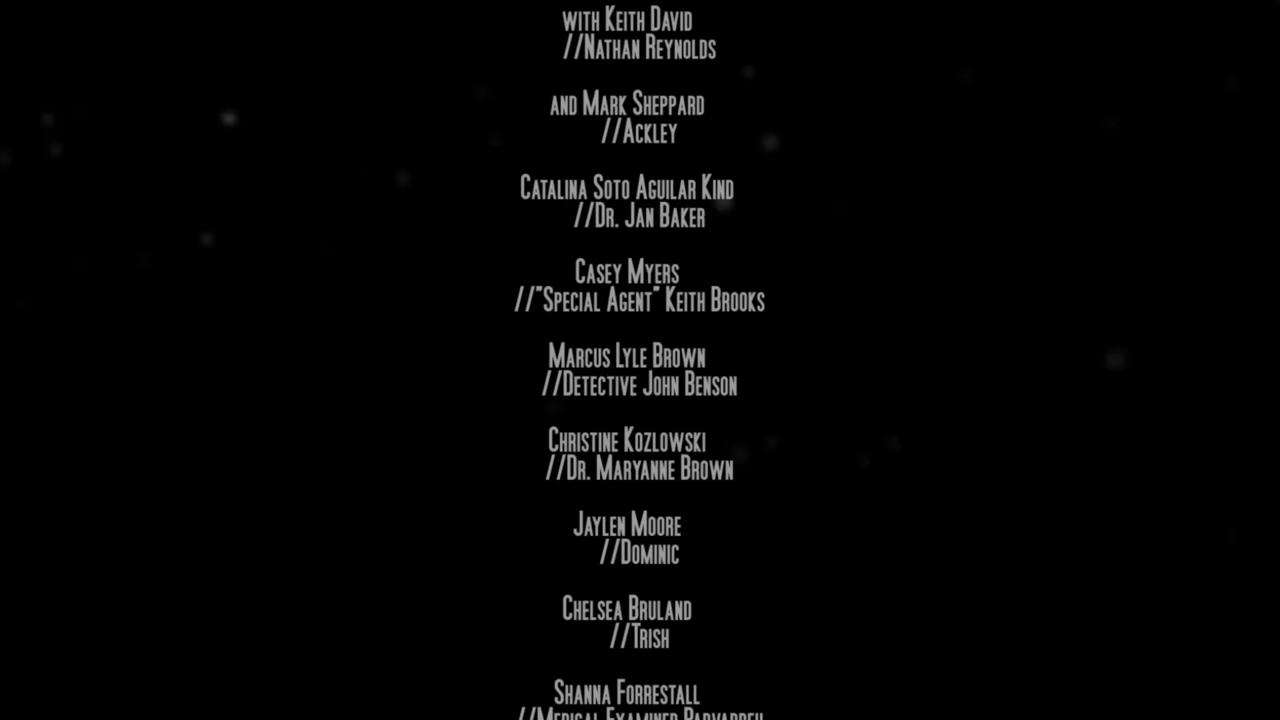 with Keith David
//Nathan Reynolds
and Mark Sheppard
//Ackley
Catalina Soto Aguilar Kind
//Dr. Jan Baker
Casey Myers
//"Special Agent" Keith Brooks
Marcus Lyle Brown
//Detective John Benson
Christine Kozlowski
//Dr. Maryanne Brown
Jaylen Moore
//Dominic
Chelsea Bruland
//Trish
Shanna Forrestall
//Medical Examiner